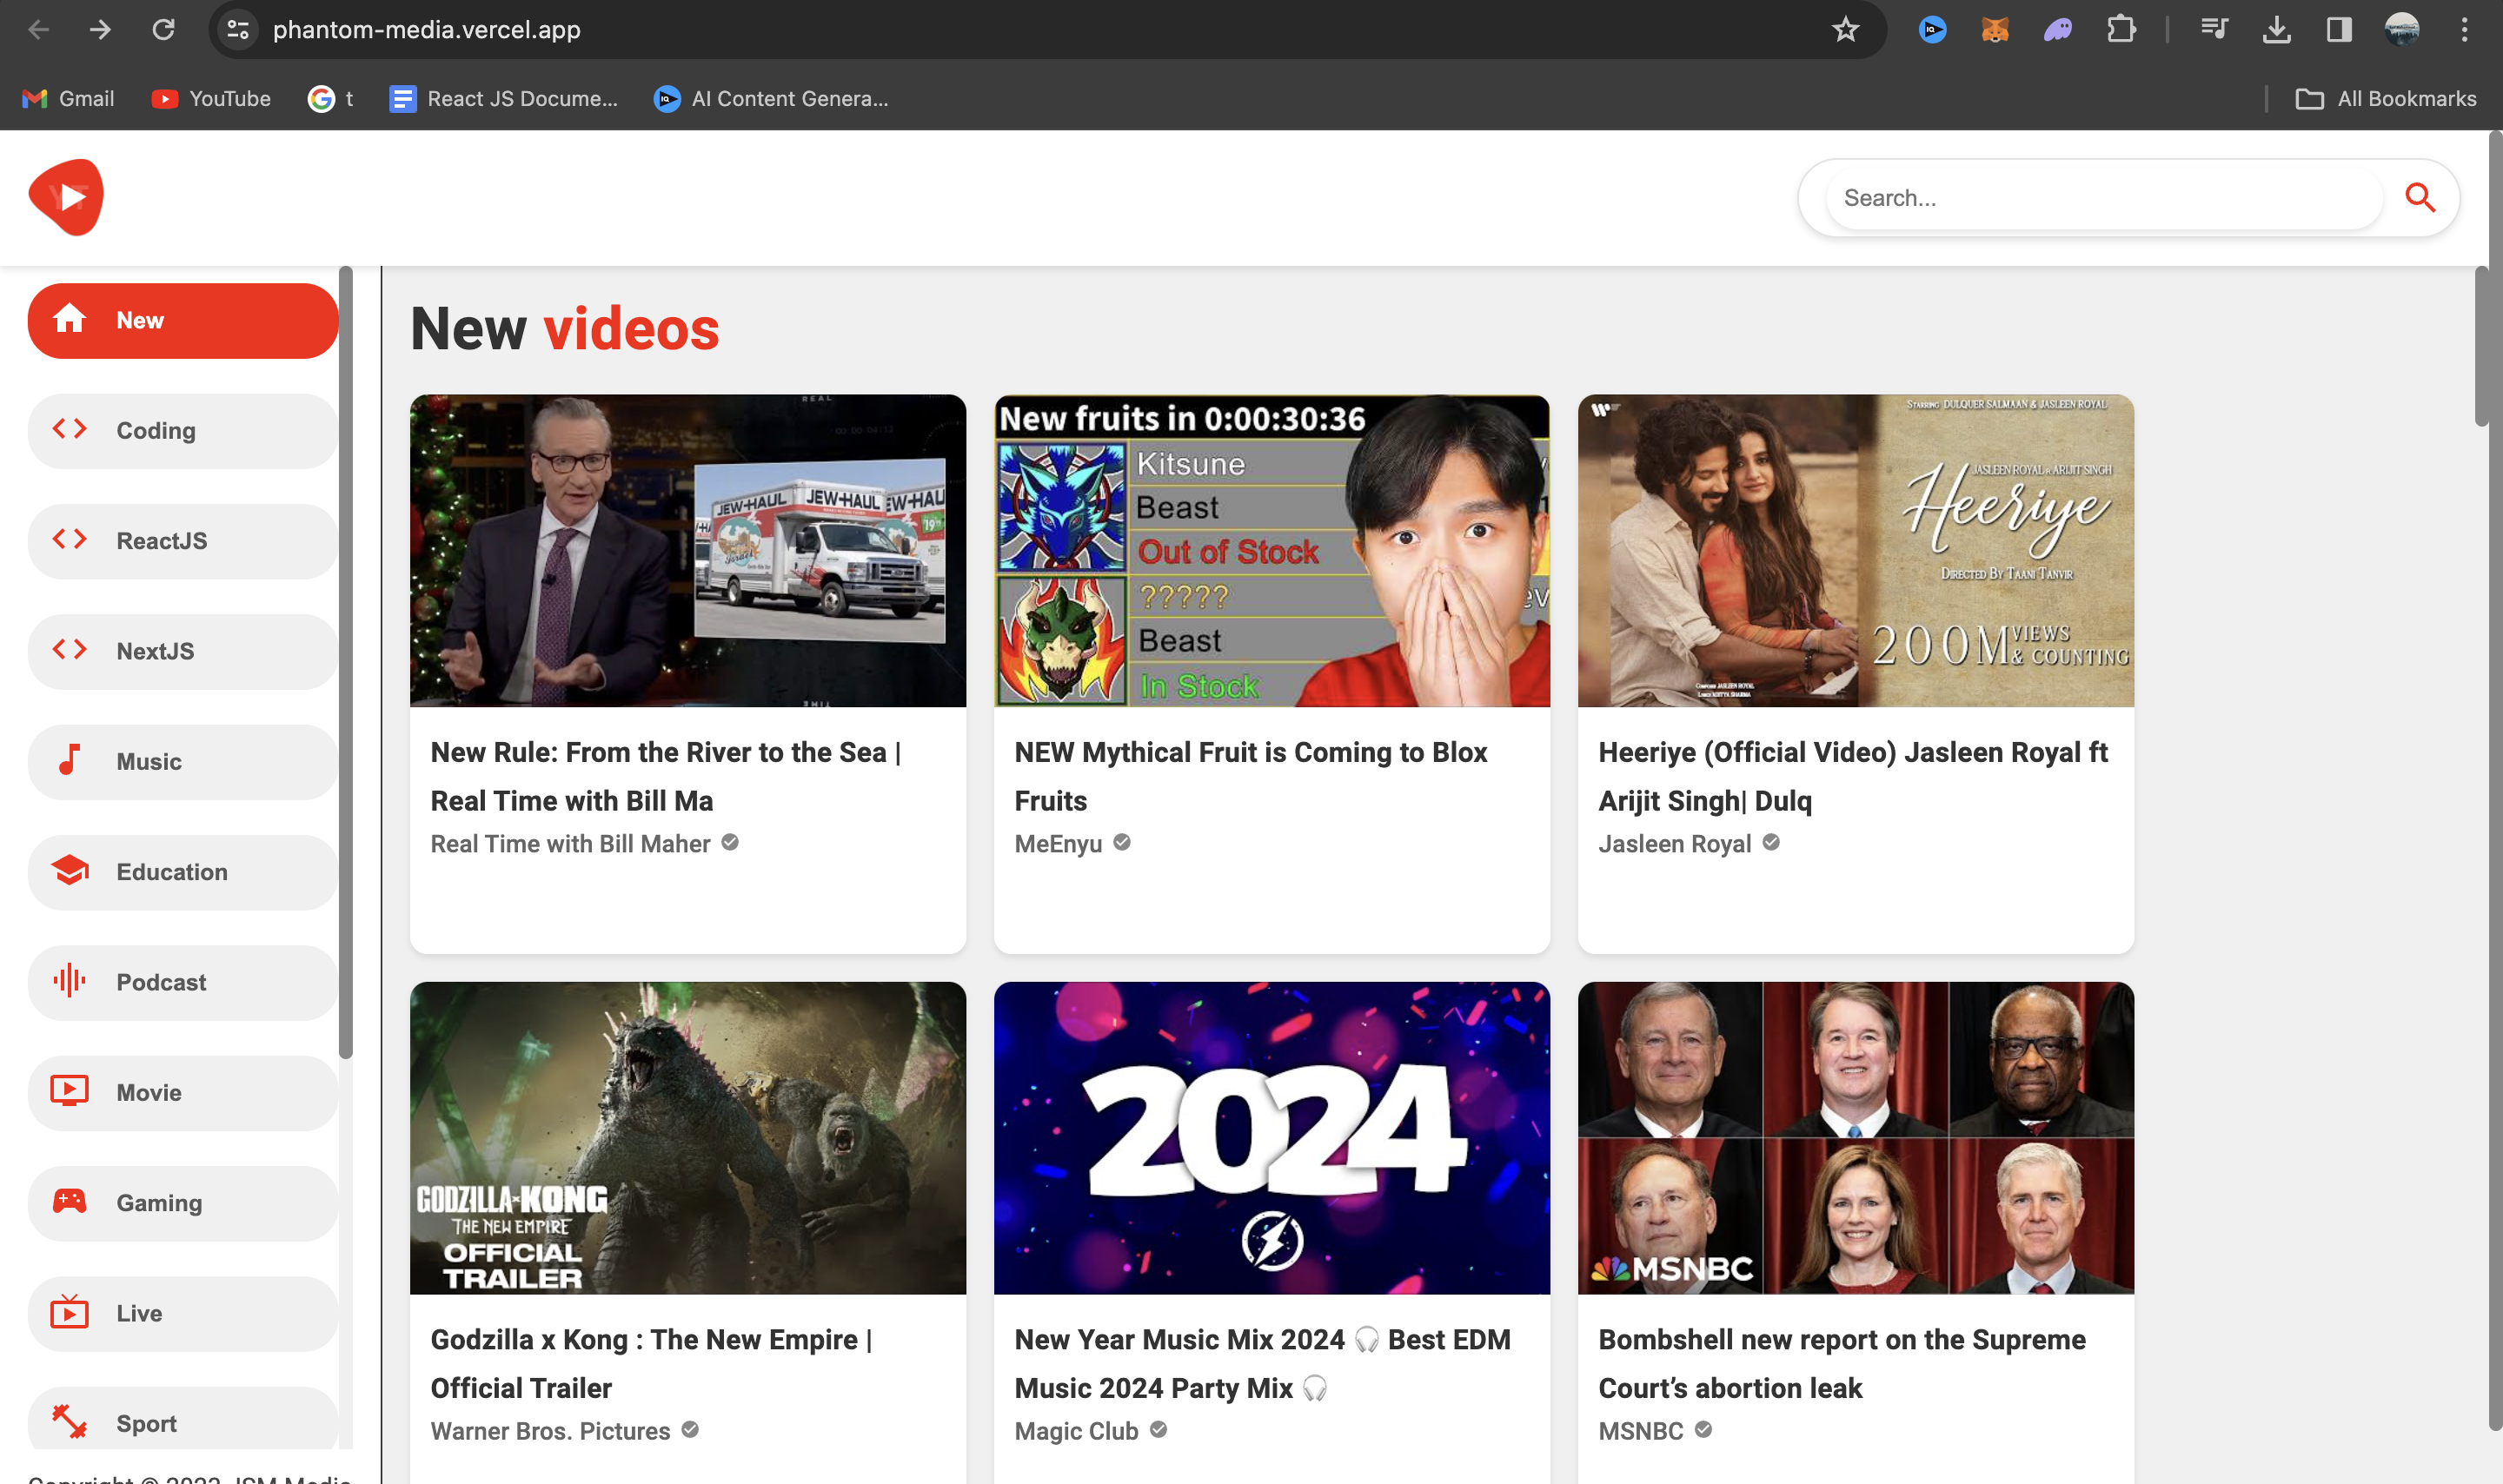 phantom-media.vercel.app
Gmail
YouTube
t
React JS Docume...
AI Content Genera...
All Bookmarks
Search...
New
Coding
ReactJS
NextJS
Music
Education
Podcast
Movie
Gaming
Live
Sport
New videos
REAL
JEW-HAUL
JEW-HAUL
New fruits in 0:00:30:36
Kitsune
Beast
Out of Stock
?????
Beast
In Stock
STARRING DULQUER SALMAAN & JASLEEN ROYAL
JASLEEN ROYAL ft ARIJIT SINGH
Heeriye
DIRECTED BY TAANI TANVIR
200M VIEWS
& COUNTING
New Rule: From the River to the Sea |
Real Time with Bill Ma
Real Time with Bill Maher
NEW Mythical Fruit is Coming to Blox
Fruits
MeEnyu
Heeriye (Official Video) Jasleen Royal ft
Arijit Singh| Dulq
Jasleen Royal
GODZILLA x KONG
THE NEW EMPIRE
OFFICIAL
TRAILER
2024
MSNBC
Godzilla x Kong : The New Empire |
Official Trailer
Warner Bros. Pictures
New Year Music Mix 2024 🎧 Best EDM
Music 2024 Party Mix 🎧
Magic Club
Bombshell new report on the Supreme
Court’s abortion leak
MSNBC